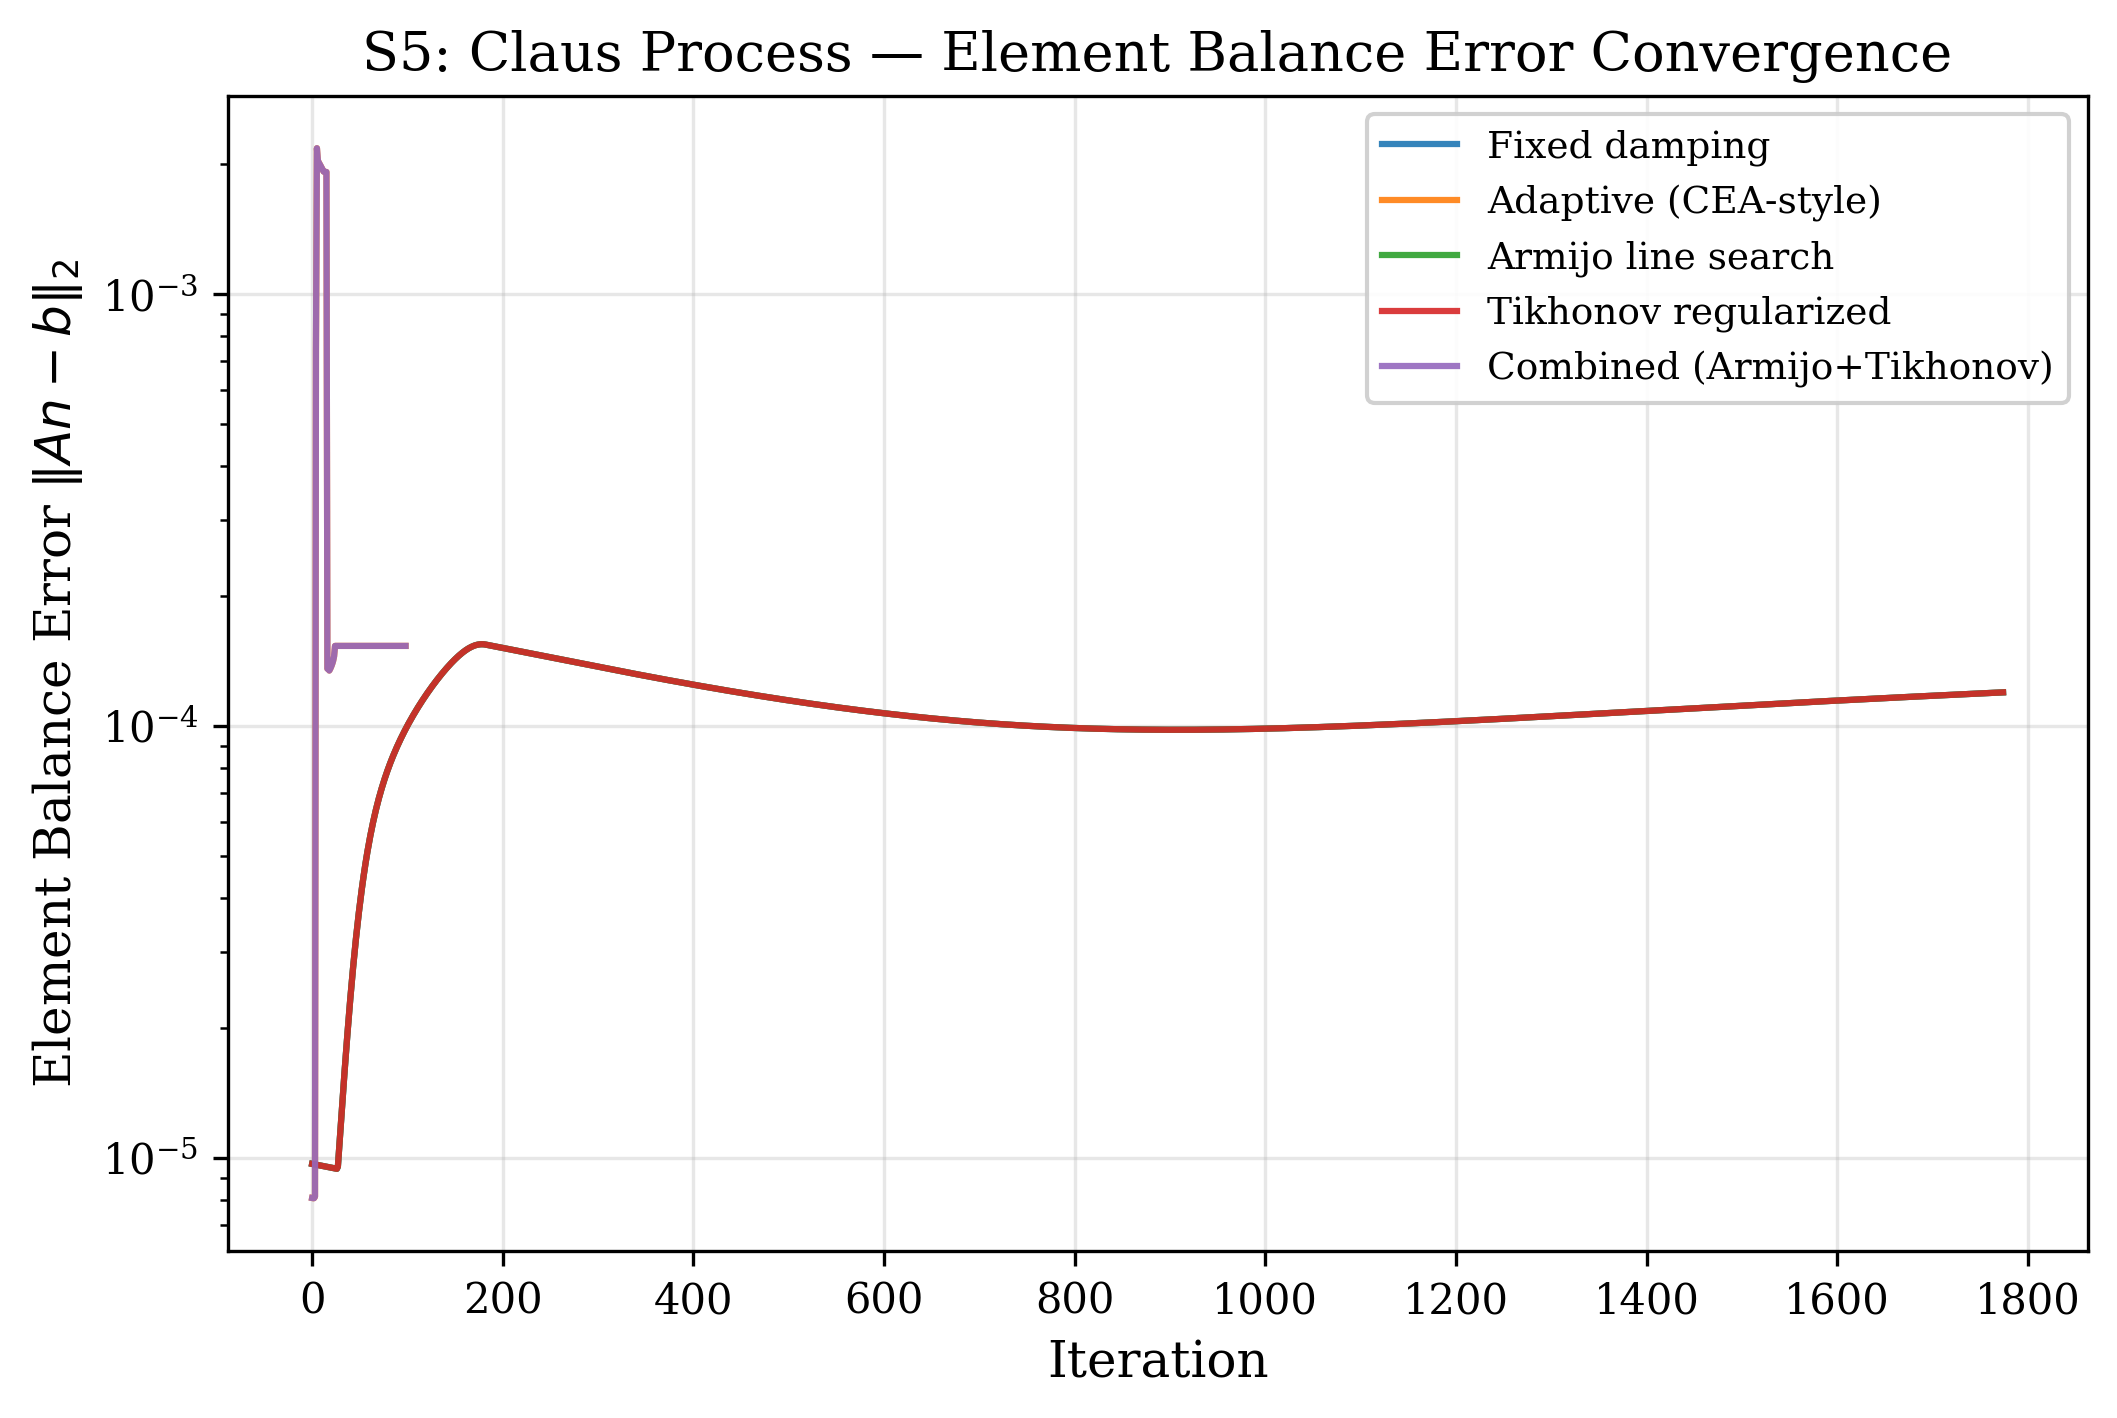 S5: Claus Process — Element Balance Error Convergence
Fixed damping
Adaptive (CEA-style)
Armijo line search
Tikhonov regularized
Combined (Armijo+Tikhonov)
Element Balance Error ‖An − b‖₂
10⁻³
10⁻⁴
10⁻⁵
0 200 400 600 800 1000 1200 1400 1600 1800
Iteration